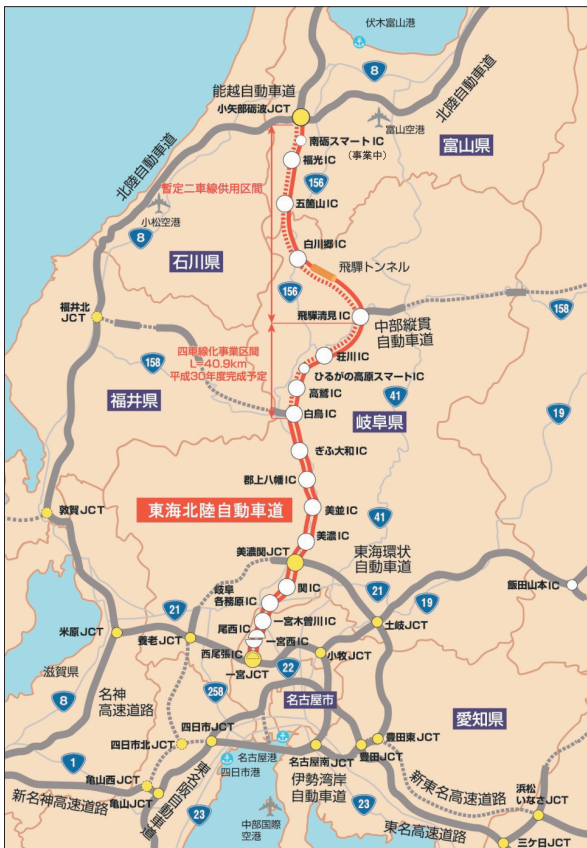 伏木富山港
8
能越自動車道
北陸自動車道
小矢部砺波JCT
富山空港
富山県
南砺スマートIC
（事業中）
福光IC
北陸自動車道
暫定二車線供用区間
156
五箇山IC
小松空港
8
石川県
白川郷IC
飛騨トンネル
156
福井北
JCT
飛騨清見IC
158
中部縦貫
自動車道
158
四車線化事業区間
L=40.9km
平成30年度完成予定
荘川IC
ひるがの高原スマートIC
福井県
高鷲IC
41
白鳥IC
岐阜県
19
ぎふ大和IC
郡上八幡IC
敦賀JCT
東海北陸自動車道
美並IC
41
美濃IC
美濃関JCT
東海環状
自動車道
岐阜
各務原IC
関IC
21
飯田山本IC
21
19
米原JCT
養老JCT
尾西IC
一宮木曽川IC
土岐JCT
一宮西IC
西尾張IC
小牧JCT
滋賀県
一宮JCT
22
8
名神
高速道路
258
名古屋市
愛知県
四日市JCT
四日市北JCT
豊田東JCT
1
名古屋港
四日市港
名古屋南JCT
豊田JCT
亀山西JCT
亀山JCT
東名阪自動車道
伊勢湾岸
自動車道
新東名高速道路
浜松
いなさJCT
新名神高速道路
23
中部国際
空港
23
東名高速道路
1
三ケ日JCT